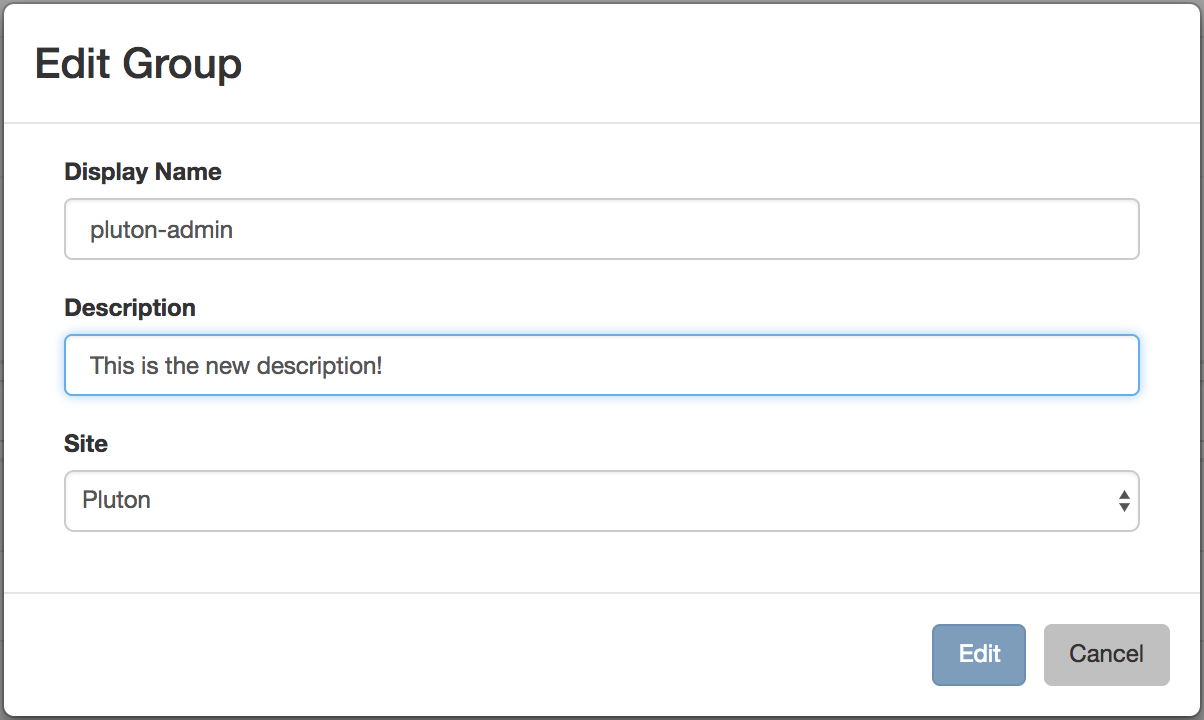 Edit Group
Display Name
pluton-admin
Description
This is the new description!
Site
Pluton
Edit
Cancel